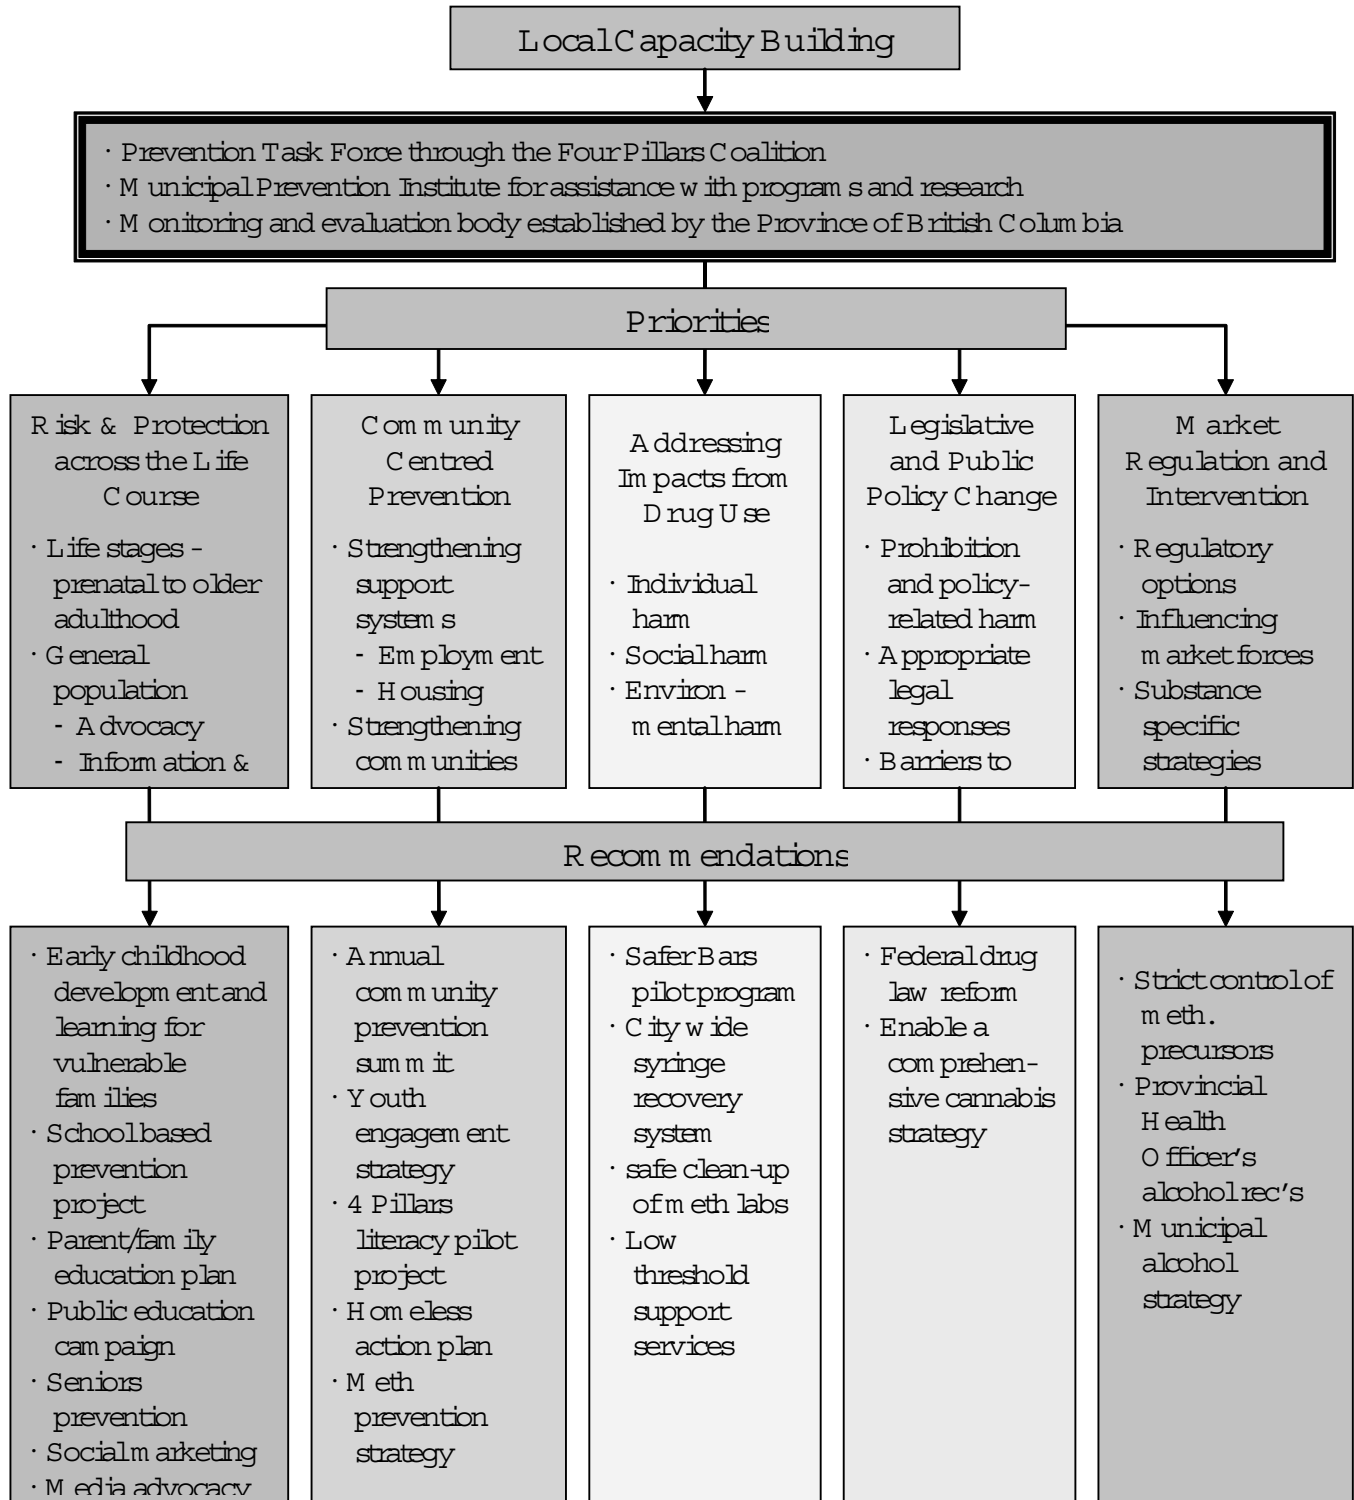 Local Capacity Building
· Prevention Task Force through the Four Pillars Coalition
· Municipal Prevention Institute for assistance with programs and research
· Monitoring and evaluation body established by the Province of British Columbia
Priorities
Risk & Protection
across the Life
Course
· Life stages -
prenatal to older
adulthood
· General
population
- Advocacy
- Information &
Community
Centred
Prevention
· Strengthening
support
systems
- Employment
- Housing
· Strengthening
communities
Addressing
Impacts from
Drug Use
· Individual
harm
· Social harm
· Environ-
mental harm
Legislative
and Public
Policy Change
· Prohibition
and policy-
related harm
· Appropriate
legal
responses
· Barriers to
Market
Regulation and
Intervention
· Regulatory
options
· Influencing
market forces
· Substance
specific
strategies
Recommendations
· Early childhood
development and
learning for
vulnerable
families
· School based
prevention
project
· Parent/family
education plan
· Public education
campaign
· Seniors
prevention
· Social marketing
· Media advocacy
· Annual
community
prevention
summit
· Youth
engagement
strategy
· 4 Pillars
literacy pilot
project
· Homeless
action plan
· Meth
prevention
strategy
· Safer Bars
pilot program
· City wide
syringe
recovery
system
· safe clean-up
of meth labs
· Low
threshold
support
services
· Federal drug
law reform
· Enable a
comprehen-
sive cannabis
strategy
· Strict control of
meth.
precursors
· Provincial
Health
Officer's
alcohol rec's
· Municipal
alcohol
strategy